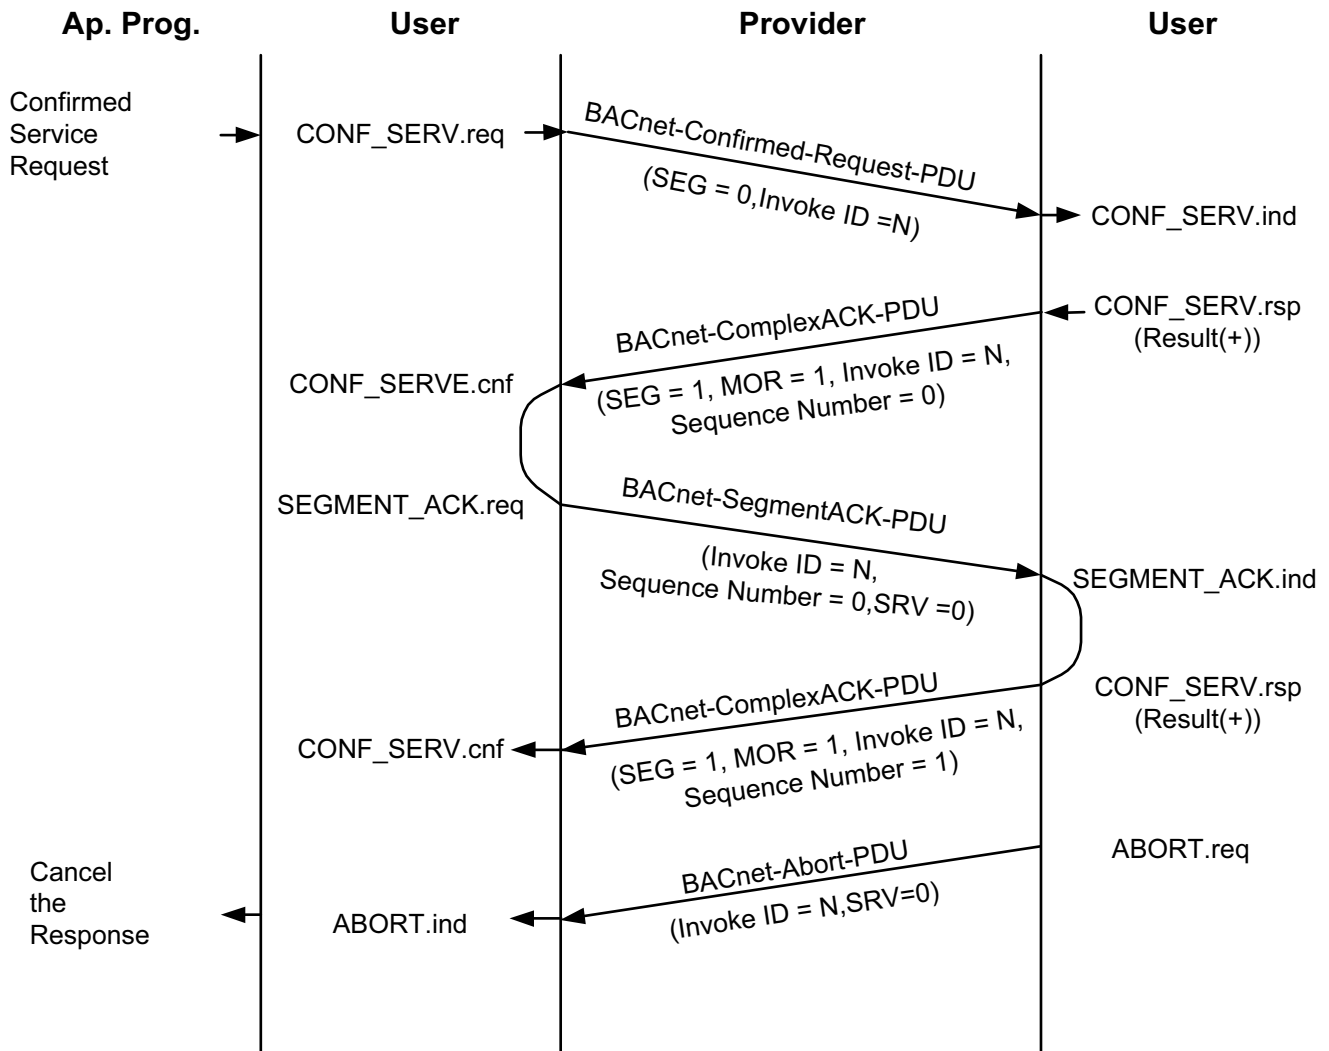 Ap. Prog.
User
Provider
User
Confirmed
Service
Request
CONF_SERV.req
BACnet-Confirmed-Request-PDU
(SEG = 0,Invoke ID =N)
CONF_SERV.ind
CONF_SERV.rsp
(Result(+))
BACnet-ComplexACK-PDU
CONF_SERVE.cnf
(SEG = 1, MOR = 1, Invoke ID = N,
Sequence Number = 0)
SEGMENT_ACK.req
BACnet-SegmentACK-PDU
(Invoke ID = N,
Sequence Number = 0,SRV =0)
SEGMENT_ACK.ind
CONF_SERV.rsp
(Result(+))
BACnet-ComplexACK-PDU
CONF_SERV.cnf
(SEG = 1, MOR = 1, Invoke ID = N,
Sequence Number = 1)
ABORT.req
BACnet-Abort-PDU
(Invoke ID = N,SRV=0)
ABORT.ind
Cancel
the
Response